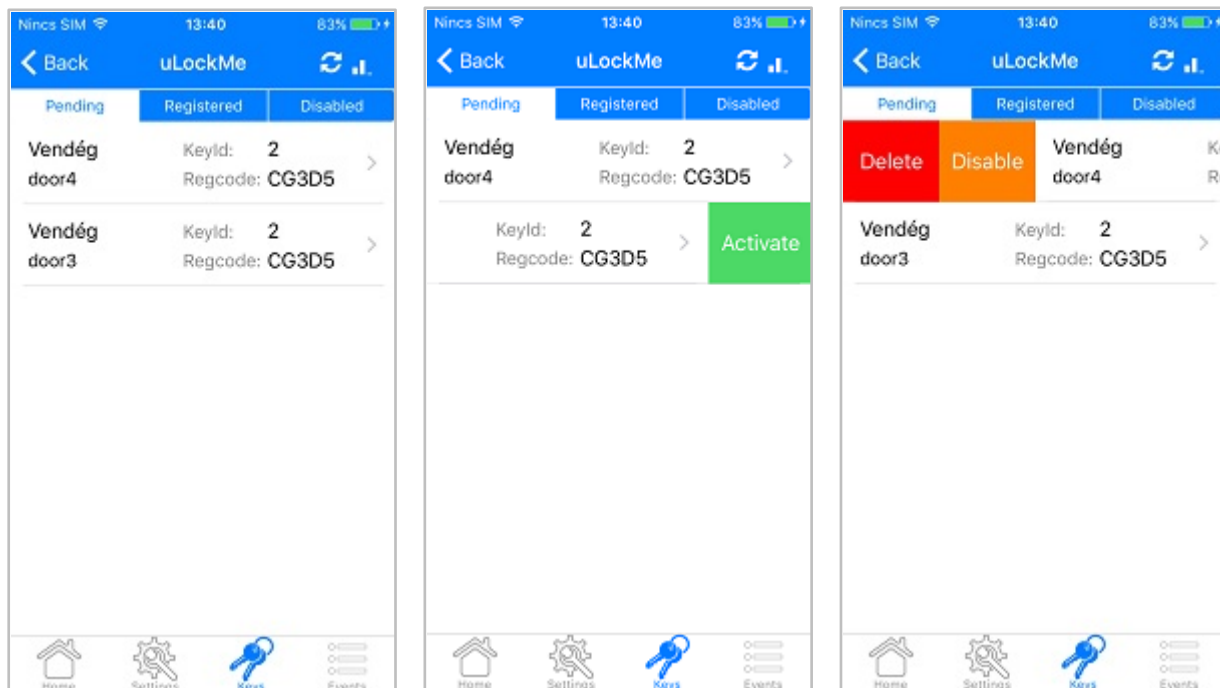 Nincs SIM 13:40 83%
Back uLockMe
Pending Registered Disabled
Vendég KeyId: 2
door4 Regcode: CG3D5
Vendég KeyId: 2
door3 Regcode: CG3D5
Home Settings Keys Events
Nincs SIM 13:40 83%
Back uLockMe
Pending Registered Disabled
Vendég KeyId: 2
door4 Regcode: CG3D5
KeyId: 2
Regcode: CG3D5
Activate
Home Settings Keys Events
Nincs SIM 13:40 83%
Back uLockMe
Pending Registered Disabled
Delete Disable
Vendég K
door4 R
Vendég KeyId: 2
door3 Regcode: CG3D5
Home Settings Keys Events